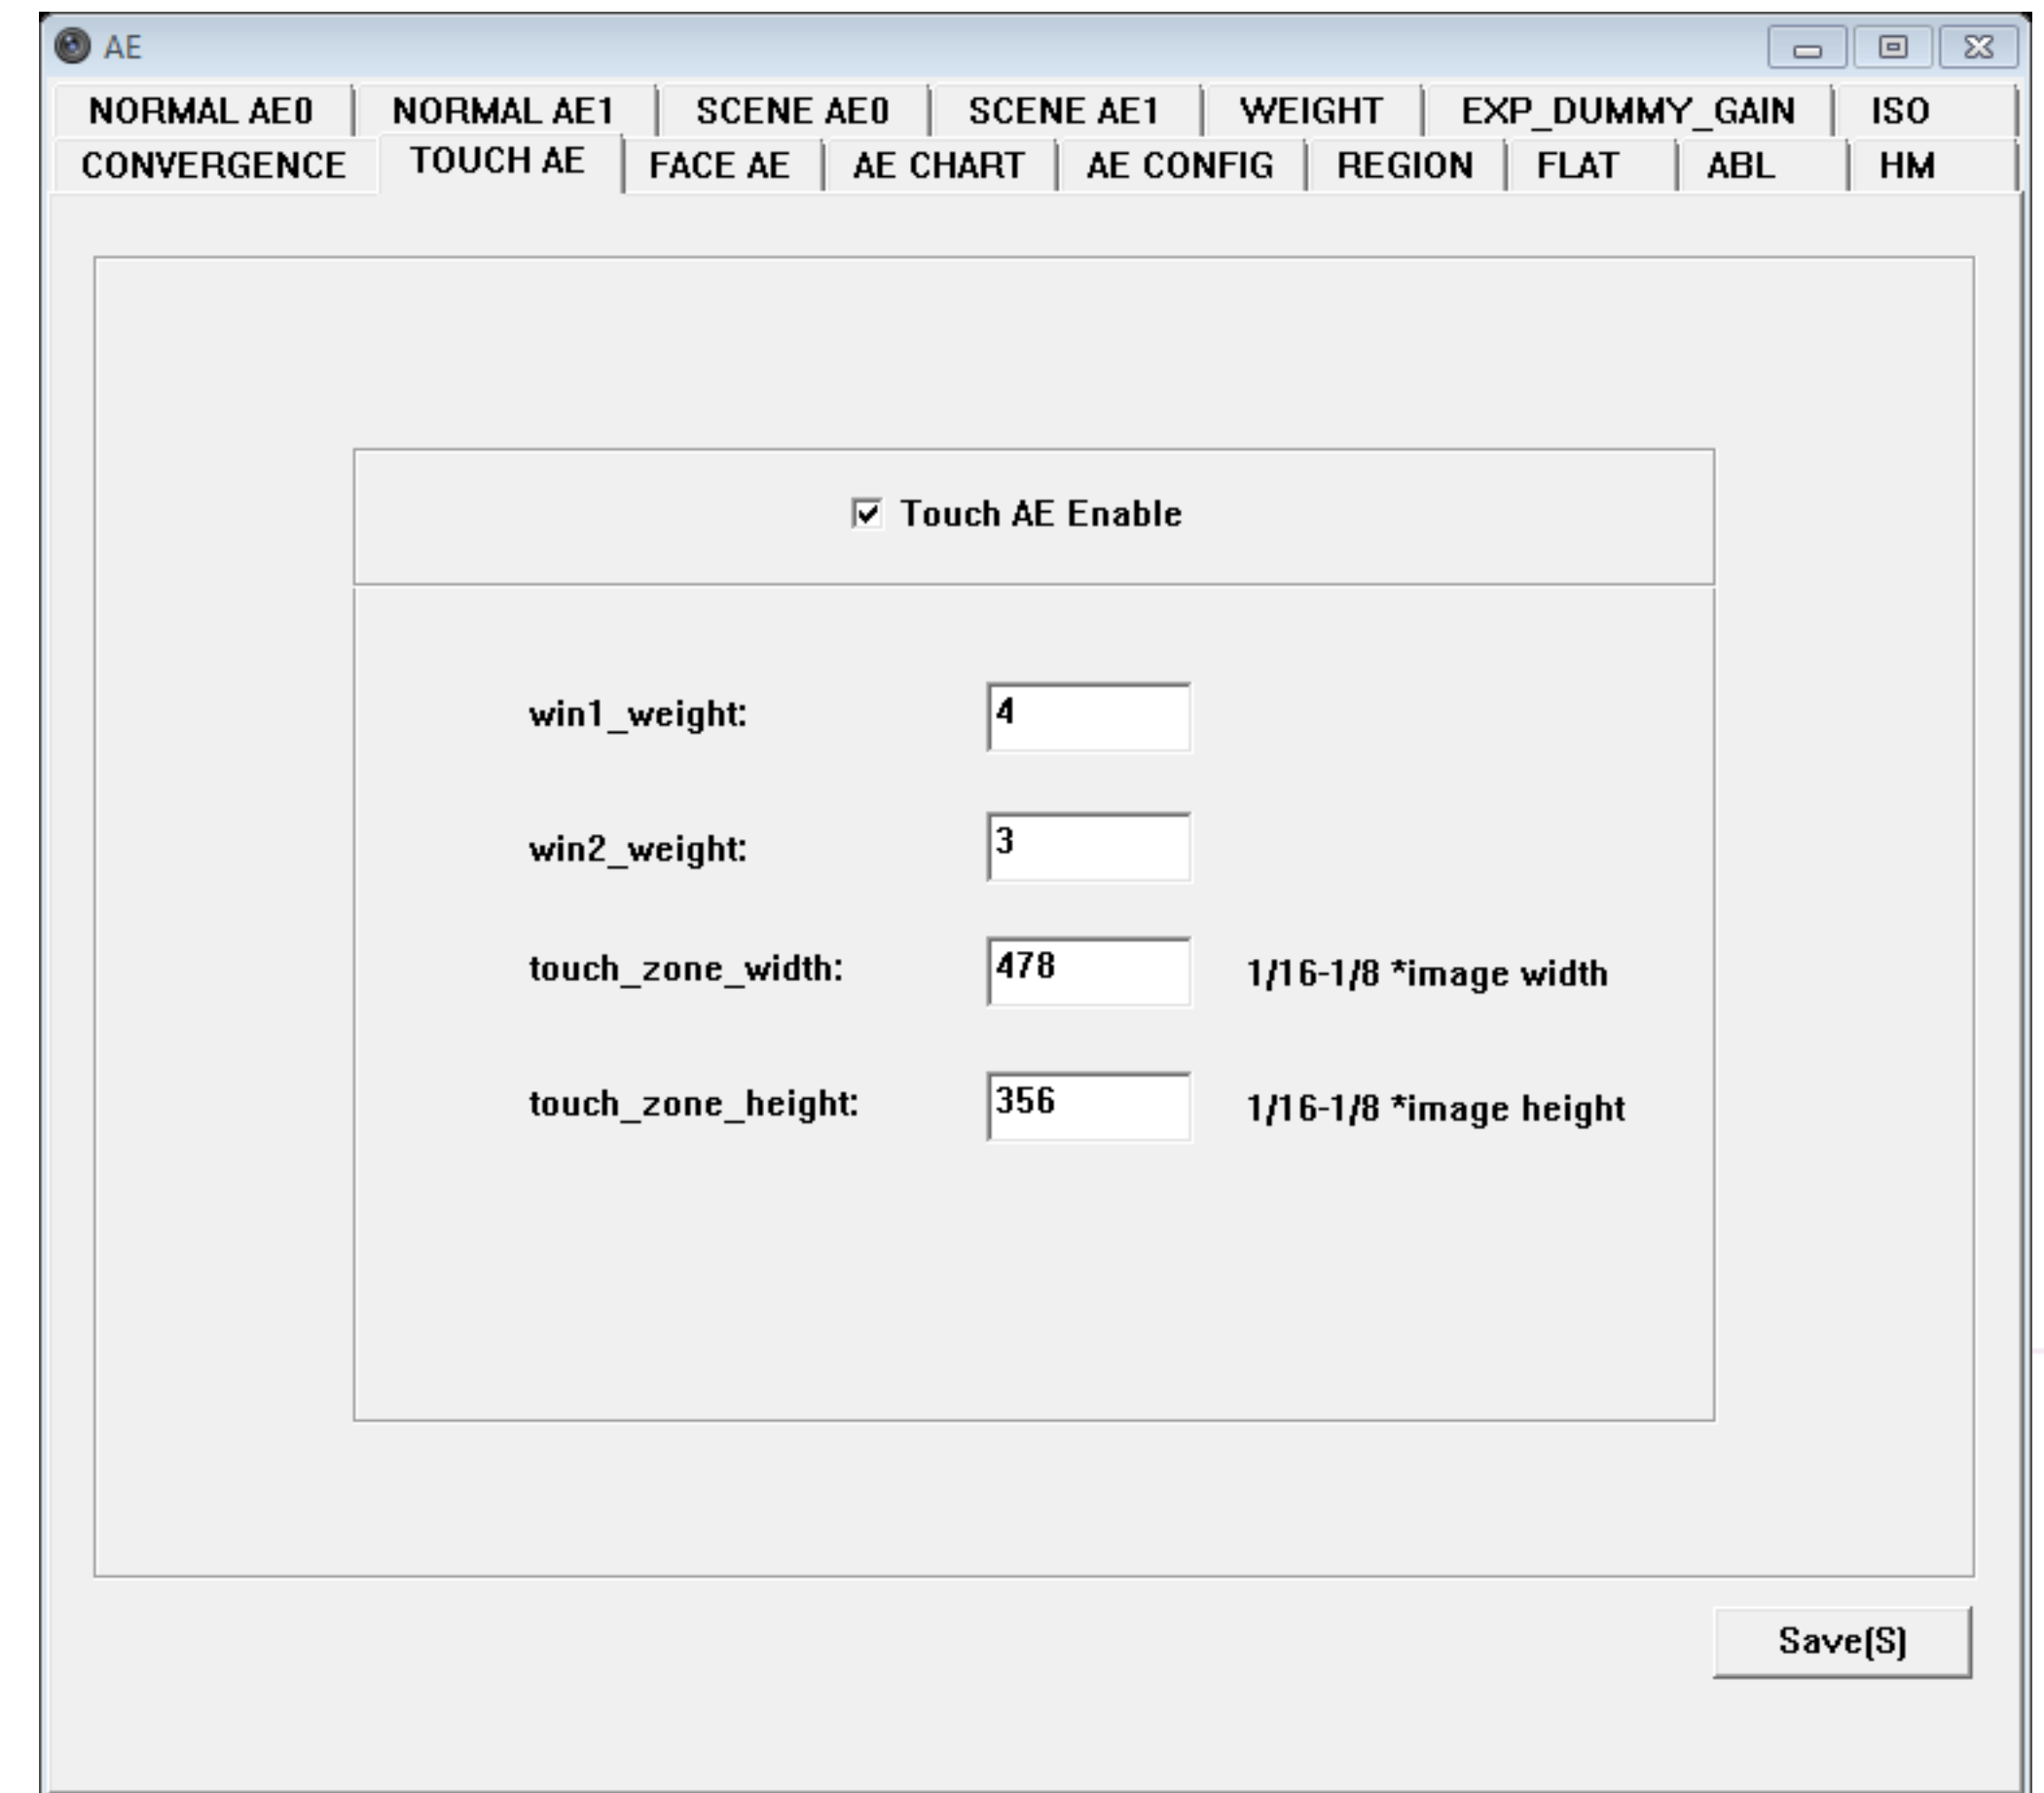 AE
NORMAL AE0 NORMAL AE1 SCENE AE0 SCENE AE1 WEIGHT EXP_DUMMY_GAIN ISO
CONVERGENCE TOUCH AE FACE AE AE CHART AE CONFIG REGION FLAT ABL HM
Touch AE Enable
win1_weight: 4
win2_weight: 3
touch_zone_width: 478 1/16-1/8 *image width
touch_zone_height: 356 1/16-1/8 *image height
Save(S)